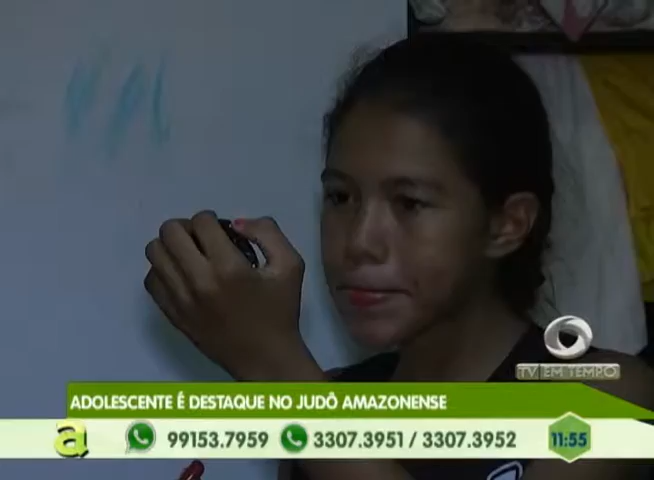 TV EM TEMPO
ADOLESCENTE É DESTAQUE NO JUDÔ AMAZONENSE
a 99153.7959 3307.3951 / 3307.3952 11:55